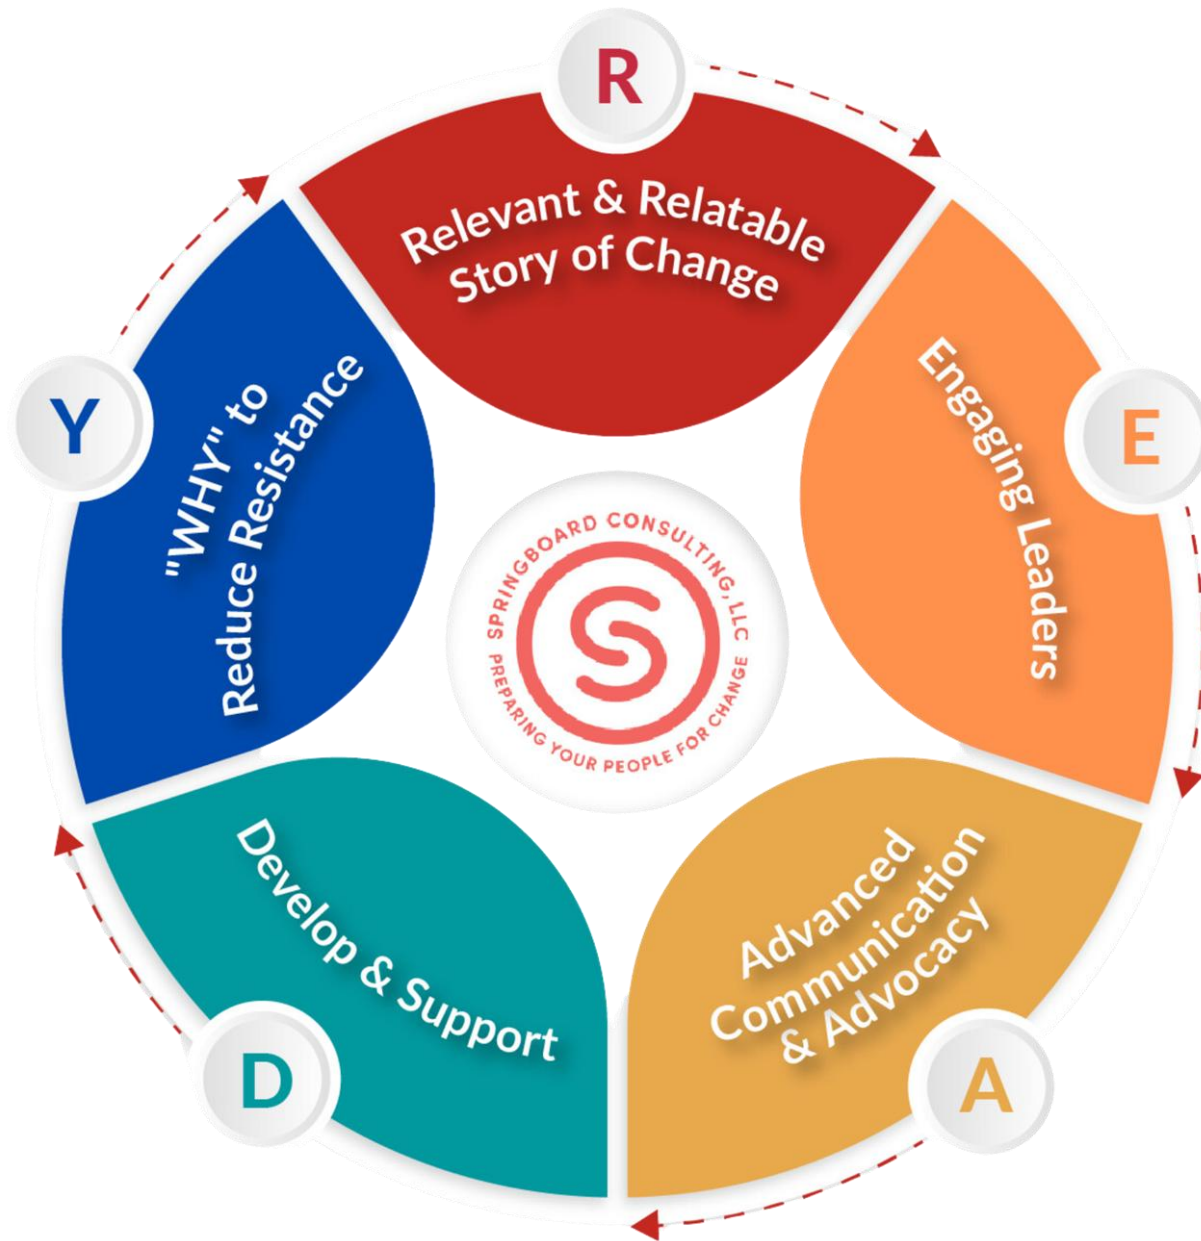 R
Relevant & Relatable
Story of Change
E
Engaging Leaders
A
Advanced
Communication
& Advocacy
D
Develop & Support
Y
"WHY" to
Reduce Resistance
SPRINGBOARD CONSULTING, LLC
S
PREPARING YOUR PEOPLE FOR CHANGE